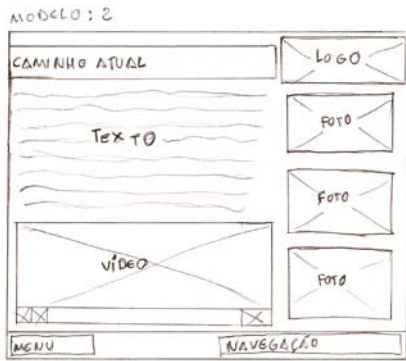 MODELO: 2
CAMINHO ATUAL
LOGO
TEXTO
FOTO
FOTO
VÍDEO
FOTO
MENU
NAVEGAÇÃO